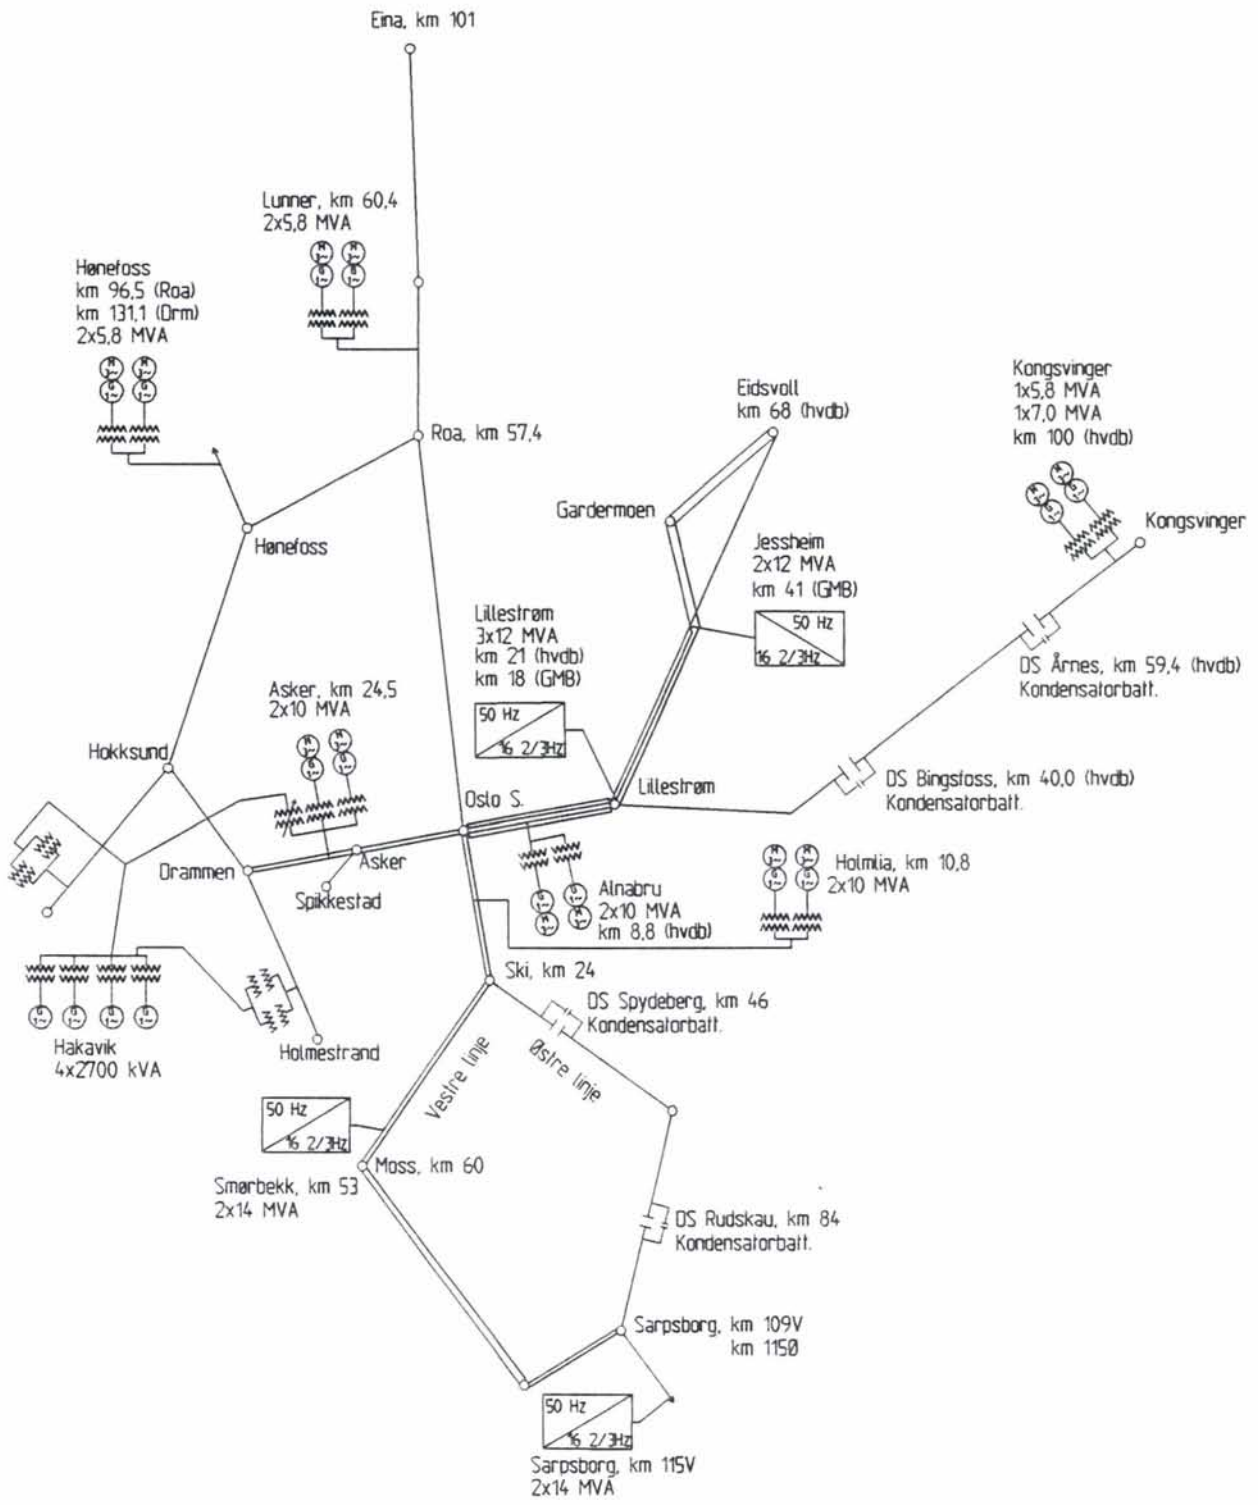 Eina, km 101
Lunner, km 60,4
2x5,8 MVA
Hønefoss
km 96,5 (Roa)
km 131,1 (Drm)
2x5,8 MVA
Roa, km 57,4
Hønefoss
Eidsvoll
km 68 (hvdb)
Gardermoen
Kongsvinger
1x5,8 MVA
1x7,0 MVA
km 100 (hvdb)
Kongsvinger
Jessheim
2x12 MVA
km 41 (GMB)
50 Hz
16 2/3Hz
Lillestrøm
3x12 MVA
km 21 (hvdb)
km 18 (GMB)
50 Hz
16 2/3Hz
DS Årnes, km 59,4 (hvdb)
Kondensatorbatt.
Asker, km 24,5
2x10 MVA
Hokksund
Oslo S.
Lillestrøm
DS Bingsfoss, km 40,0 (hvdb)
Kondensatorbatt.
Drammen
Asker
Spikkestad
Alnabru
2x10 MVA
km 8,8 (hvdb)
Holmlia, km 10,8
2x10 MVA
Ski, km 24
DS Spydeberg, km 46
Kondensatorbatt.
Hakavik
4x2700 kVA
Holmestrand
Vestre linje
Østre linje
50 Hz
16 2/3Hz
Smørbekk, km 53
2x14 MVA
Moss, km 60
DS Rudskau, km 84
Kondensatorbatt.
Sarpsborg, km 109V
km 115Ø
50 Hz
16 2/3Hz
Sarpsborg, km 115V
2x14 MVA